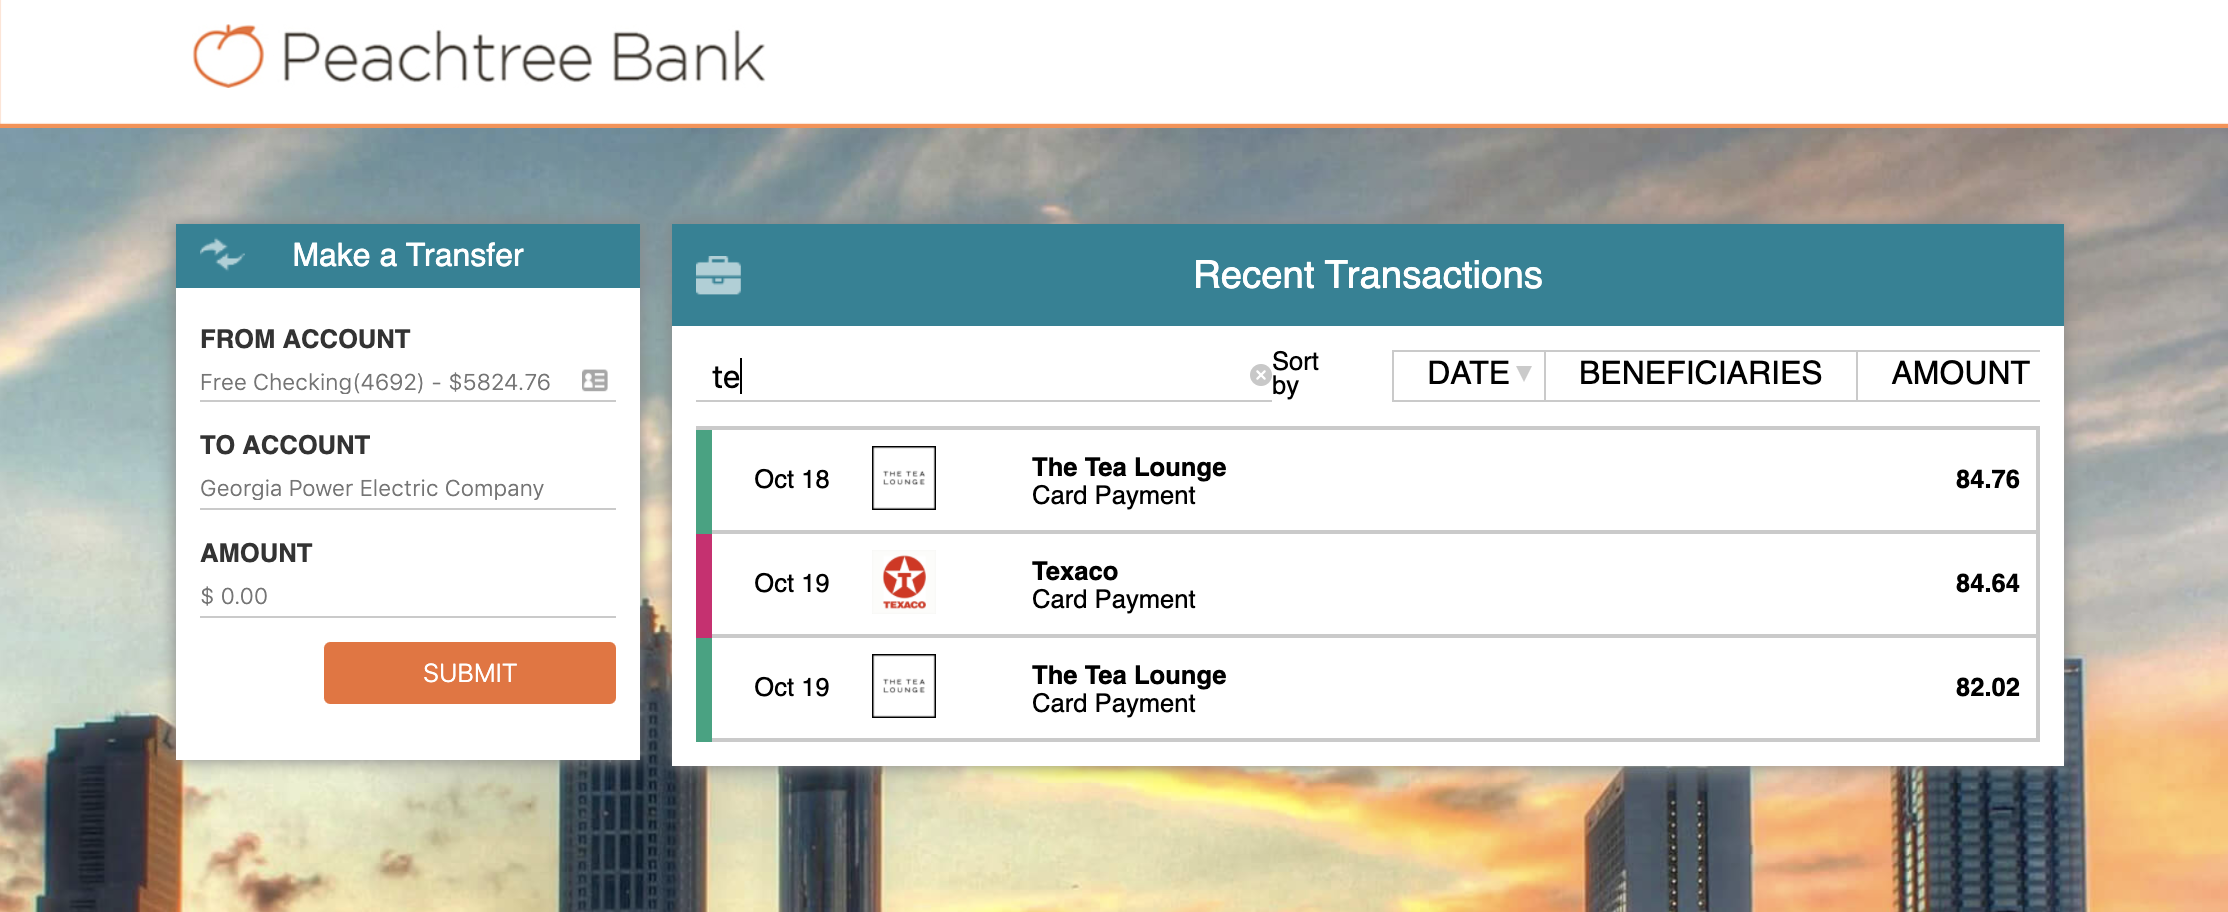 Peachtree Bank
Make a Transfer
FROM ACCOUNT
Free Checking(4692) - $5824.76
TO ACCOUNT
Georgia Power Electric Company
AMOUNT
$ 0.00
SUBMIT
Recent Transactions
te
Sort
by
DATE
BENEFICIARIES
AMOUNT
Oct 18
THE TEA
LOUNGE
The Tea Lounge
Card Payment
84.76
Oct 19
TEXACO
Texaco
Card Payment
84.64
Oct 19
THE TEA
LOUNGE
The Tea Lounge
Card Payment
82.02